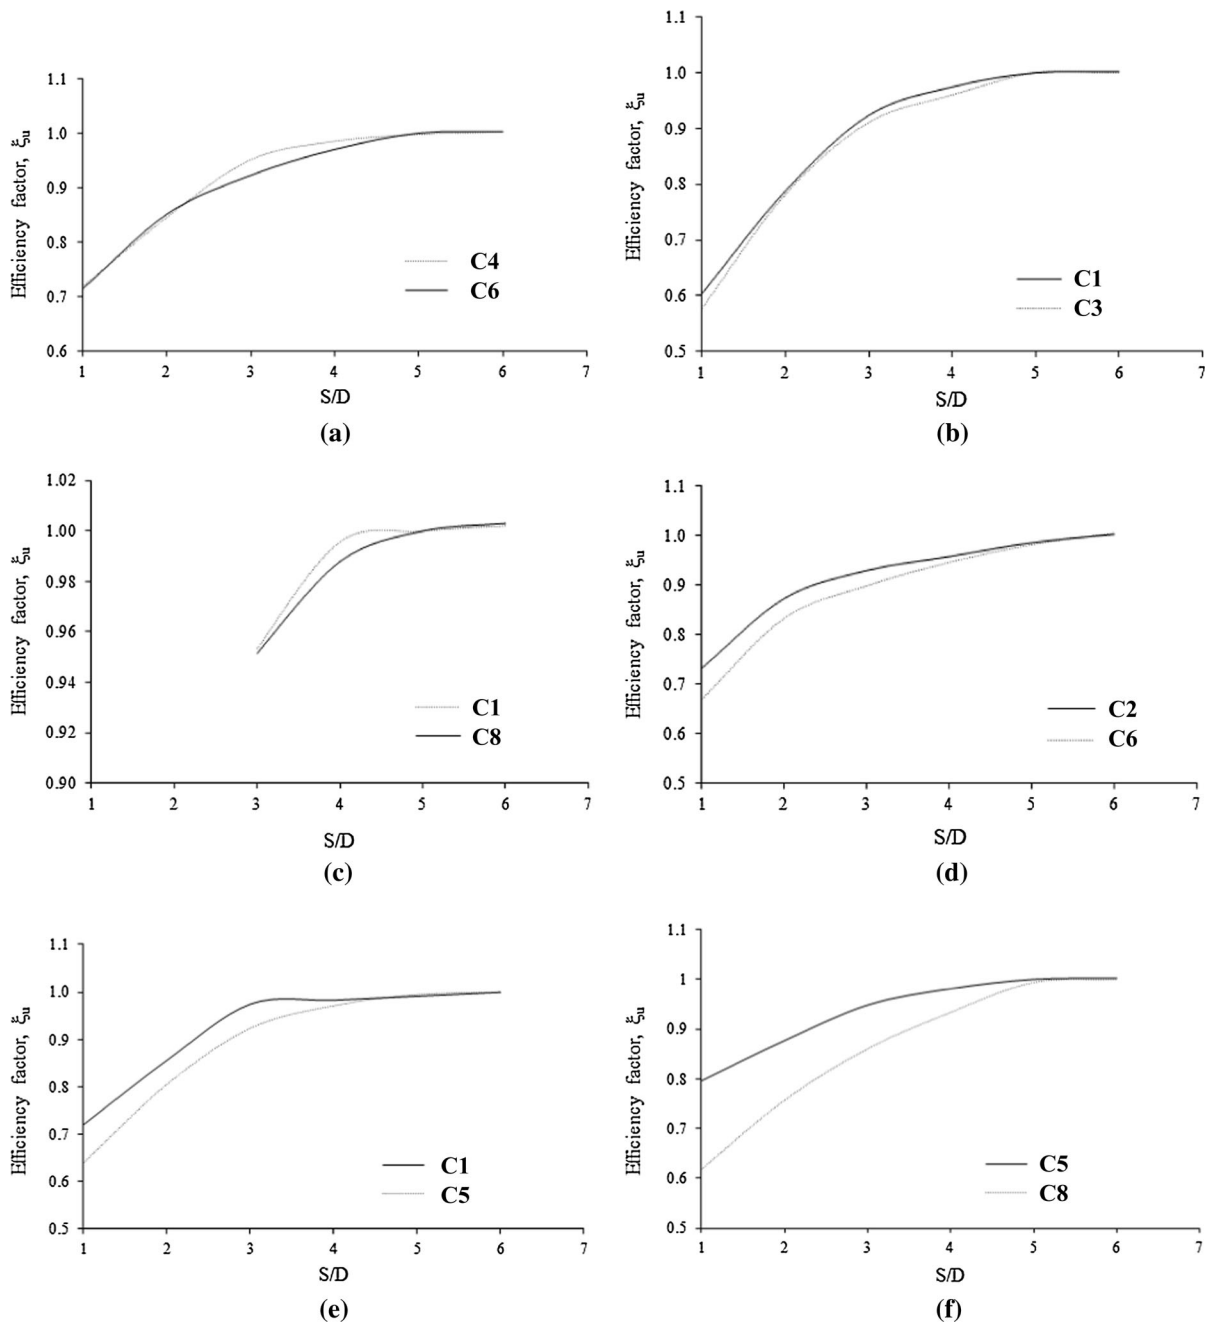 1.1
1.0
0.9
0.8
0.7
0.6
Efficiency factor, ξu
C4
C6
1 2 3 4 5 6 7
S/D
(a)
1.1
1.0
0.9
0.8
0.7
0.6
0.5
Efficiency factor, ξu
C1
C3
1 2 3 4 5 6 7
S/D
(b)
1.02
1.00
0.98
0.96
0.94
0.92
0.90
Efficiency factor, ξu
C1
C8
1 2 3 4 5 6 7
S/D
(c)
1.1
1.0
0.9
0.8
0.7
0.6
0.5
Efficiency factor, ξu
C2
C6
1 2 3 4 5 6 7
S/D
(d)
1.1
1.0
0.9
0.8
0.7
0.6
0.5
Efficiency factor, ξu
C1
C5
1 2 3 4 5 6 7
S/D
(e)
1.1
1
0.9
0.8
0.7
0.6
0.5
Efficiency factor, ξu
C5
C8
1 2 3 4 5 6 7
S/D
(f)